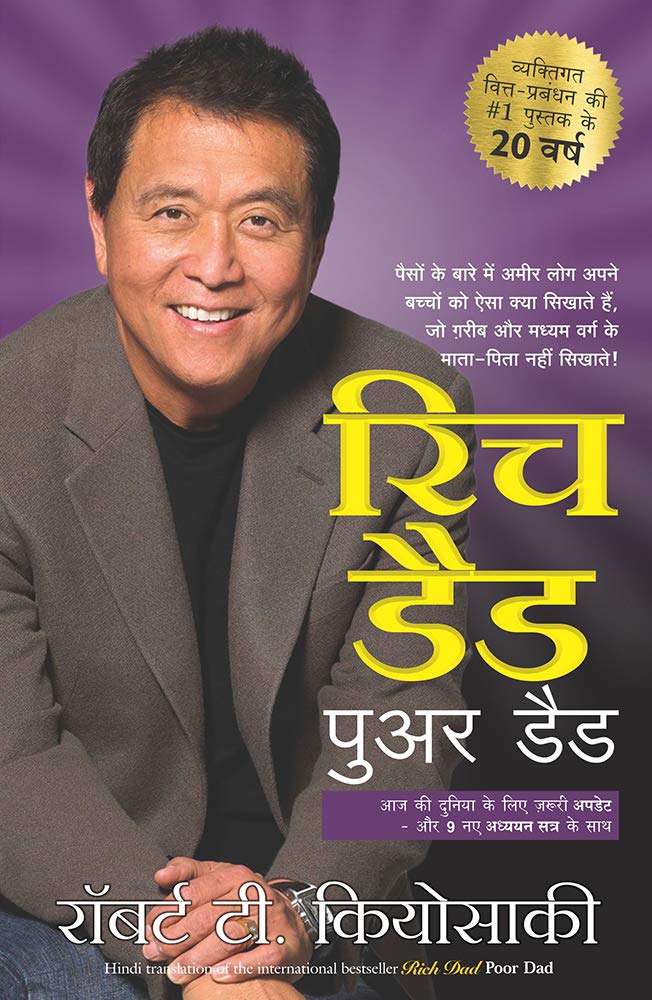 व्यक्तिगत
वित्त-प्रबंधन की
#1 पुस्तक के
20 वर्ष
पैसों के बारे में अमीर लोग अपने
बच्चों को ऐसा क्या सिखाते हैं,
जो ग़रीब और मध्यम वर्ग के
माता-पिता नहीं सिखाते!
रिच
डैड
पुअर डैड
आज की दुनिया के लिए ज़रूरी अपडेट
- और 9 नए अध्ययन सत्र के साथ
रॉबर्ट टी. कियोसाकी
Hindi translation of the international bestseller Rich Dad Poor Dad